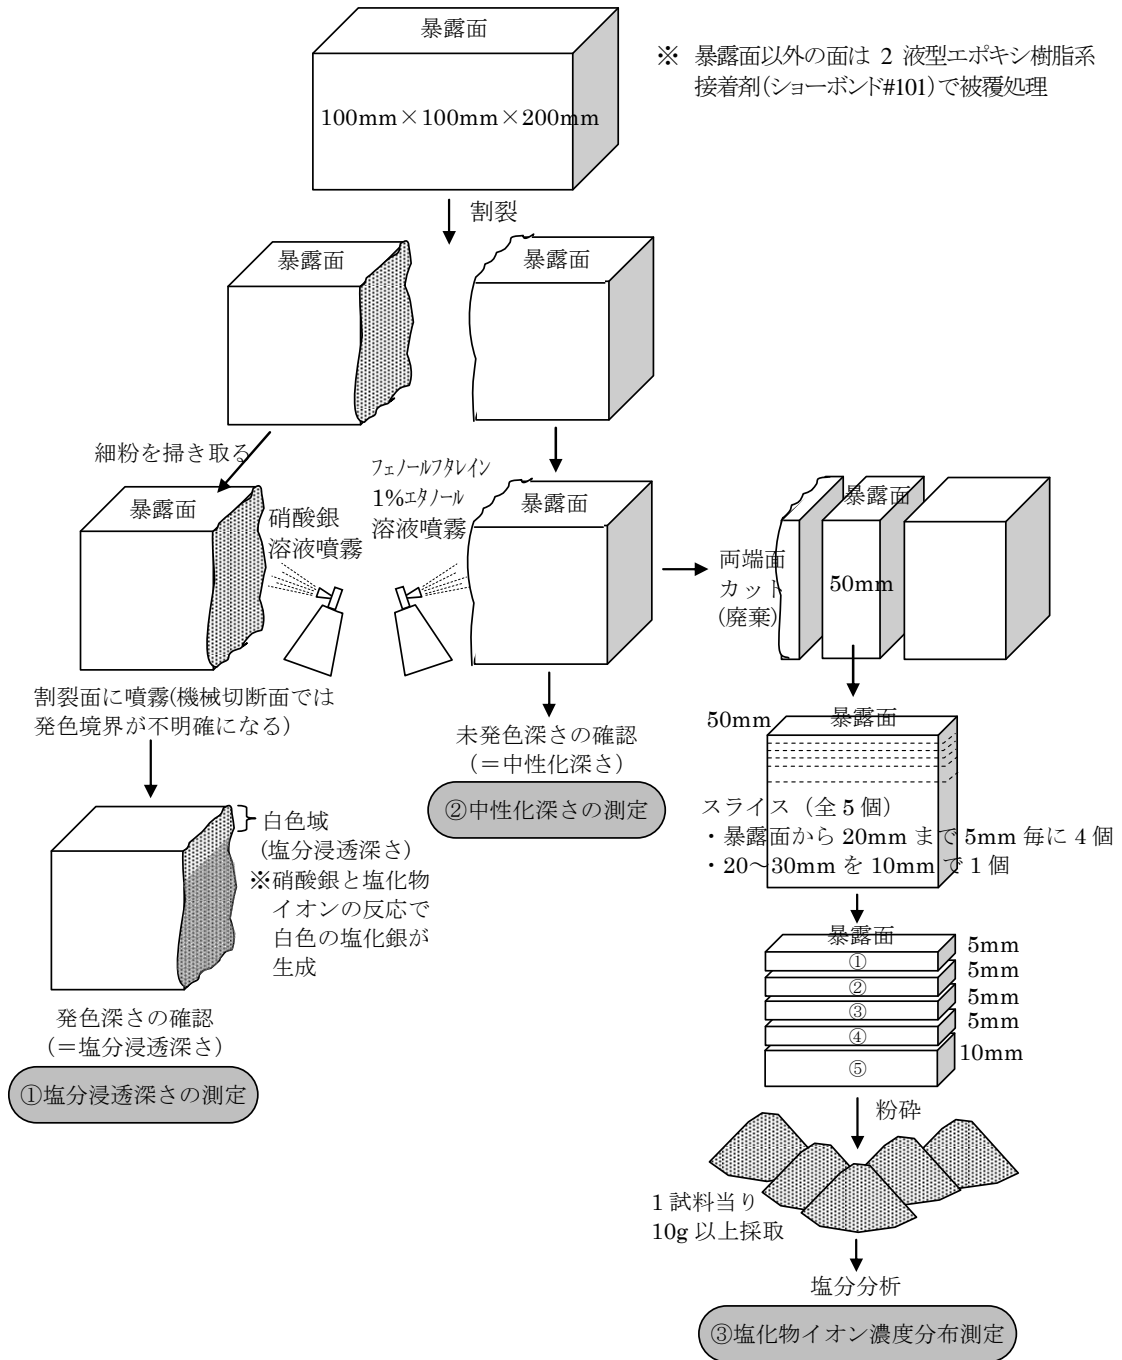 暴露面
※ 暴露面以外の面は 2 液型エポキシ樹脂系
接着剤(ショーボンド#101)で被覆処理
100mm×100mm×200mm
割裂
暴露面
暴露面
細粉を掃き取る
暴露面
硝酸銀
溶液噴霧
フェノールフタレイン
1%エタノール
溶液噴霧
暴露面
両端面
カット
(廃棄)
暴露面
50mm
割裂面に噴霧(機械切断面では
発色境界が不明確になる)
未発色深さの確認
(=中性化深さ)
②中性化深さの測定
50mm
暴露面
スライス(全 5 個)
・暴露面から 20mm まで 5mm 毎に 4 個
・20~30mm を 10mm で 1 個
白色域
(塩分浸透深さ)
※硝酸銀と塩化物
イオンの反応で
白色の塩化銀が
生成
発色深さの確認
(=塩分浸透深さ)
①塩分浸透深さの測定
暴露面
① 5mm
② 5mm
③ 5mm
④ 5mm
⑤ 10mm
粉砕
1 試料当り
10g 以上採取
塩分分析
③塩化物イオン濃度分布測定